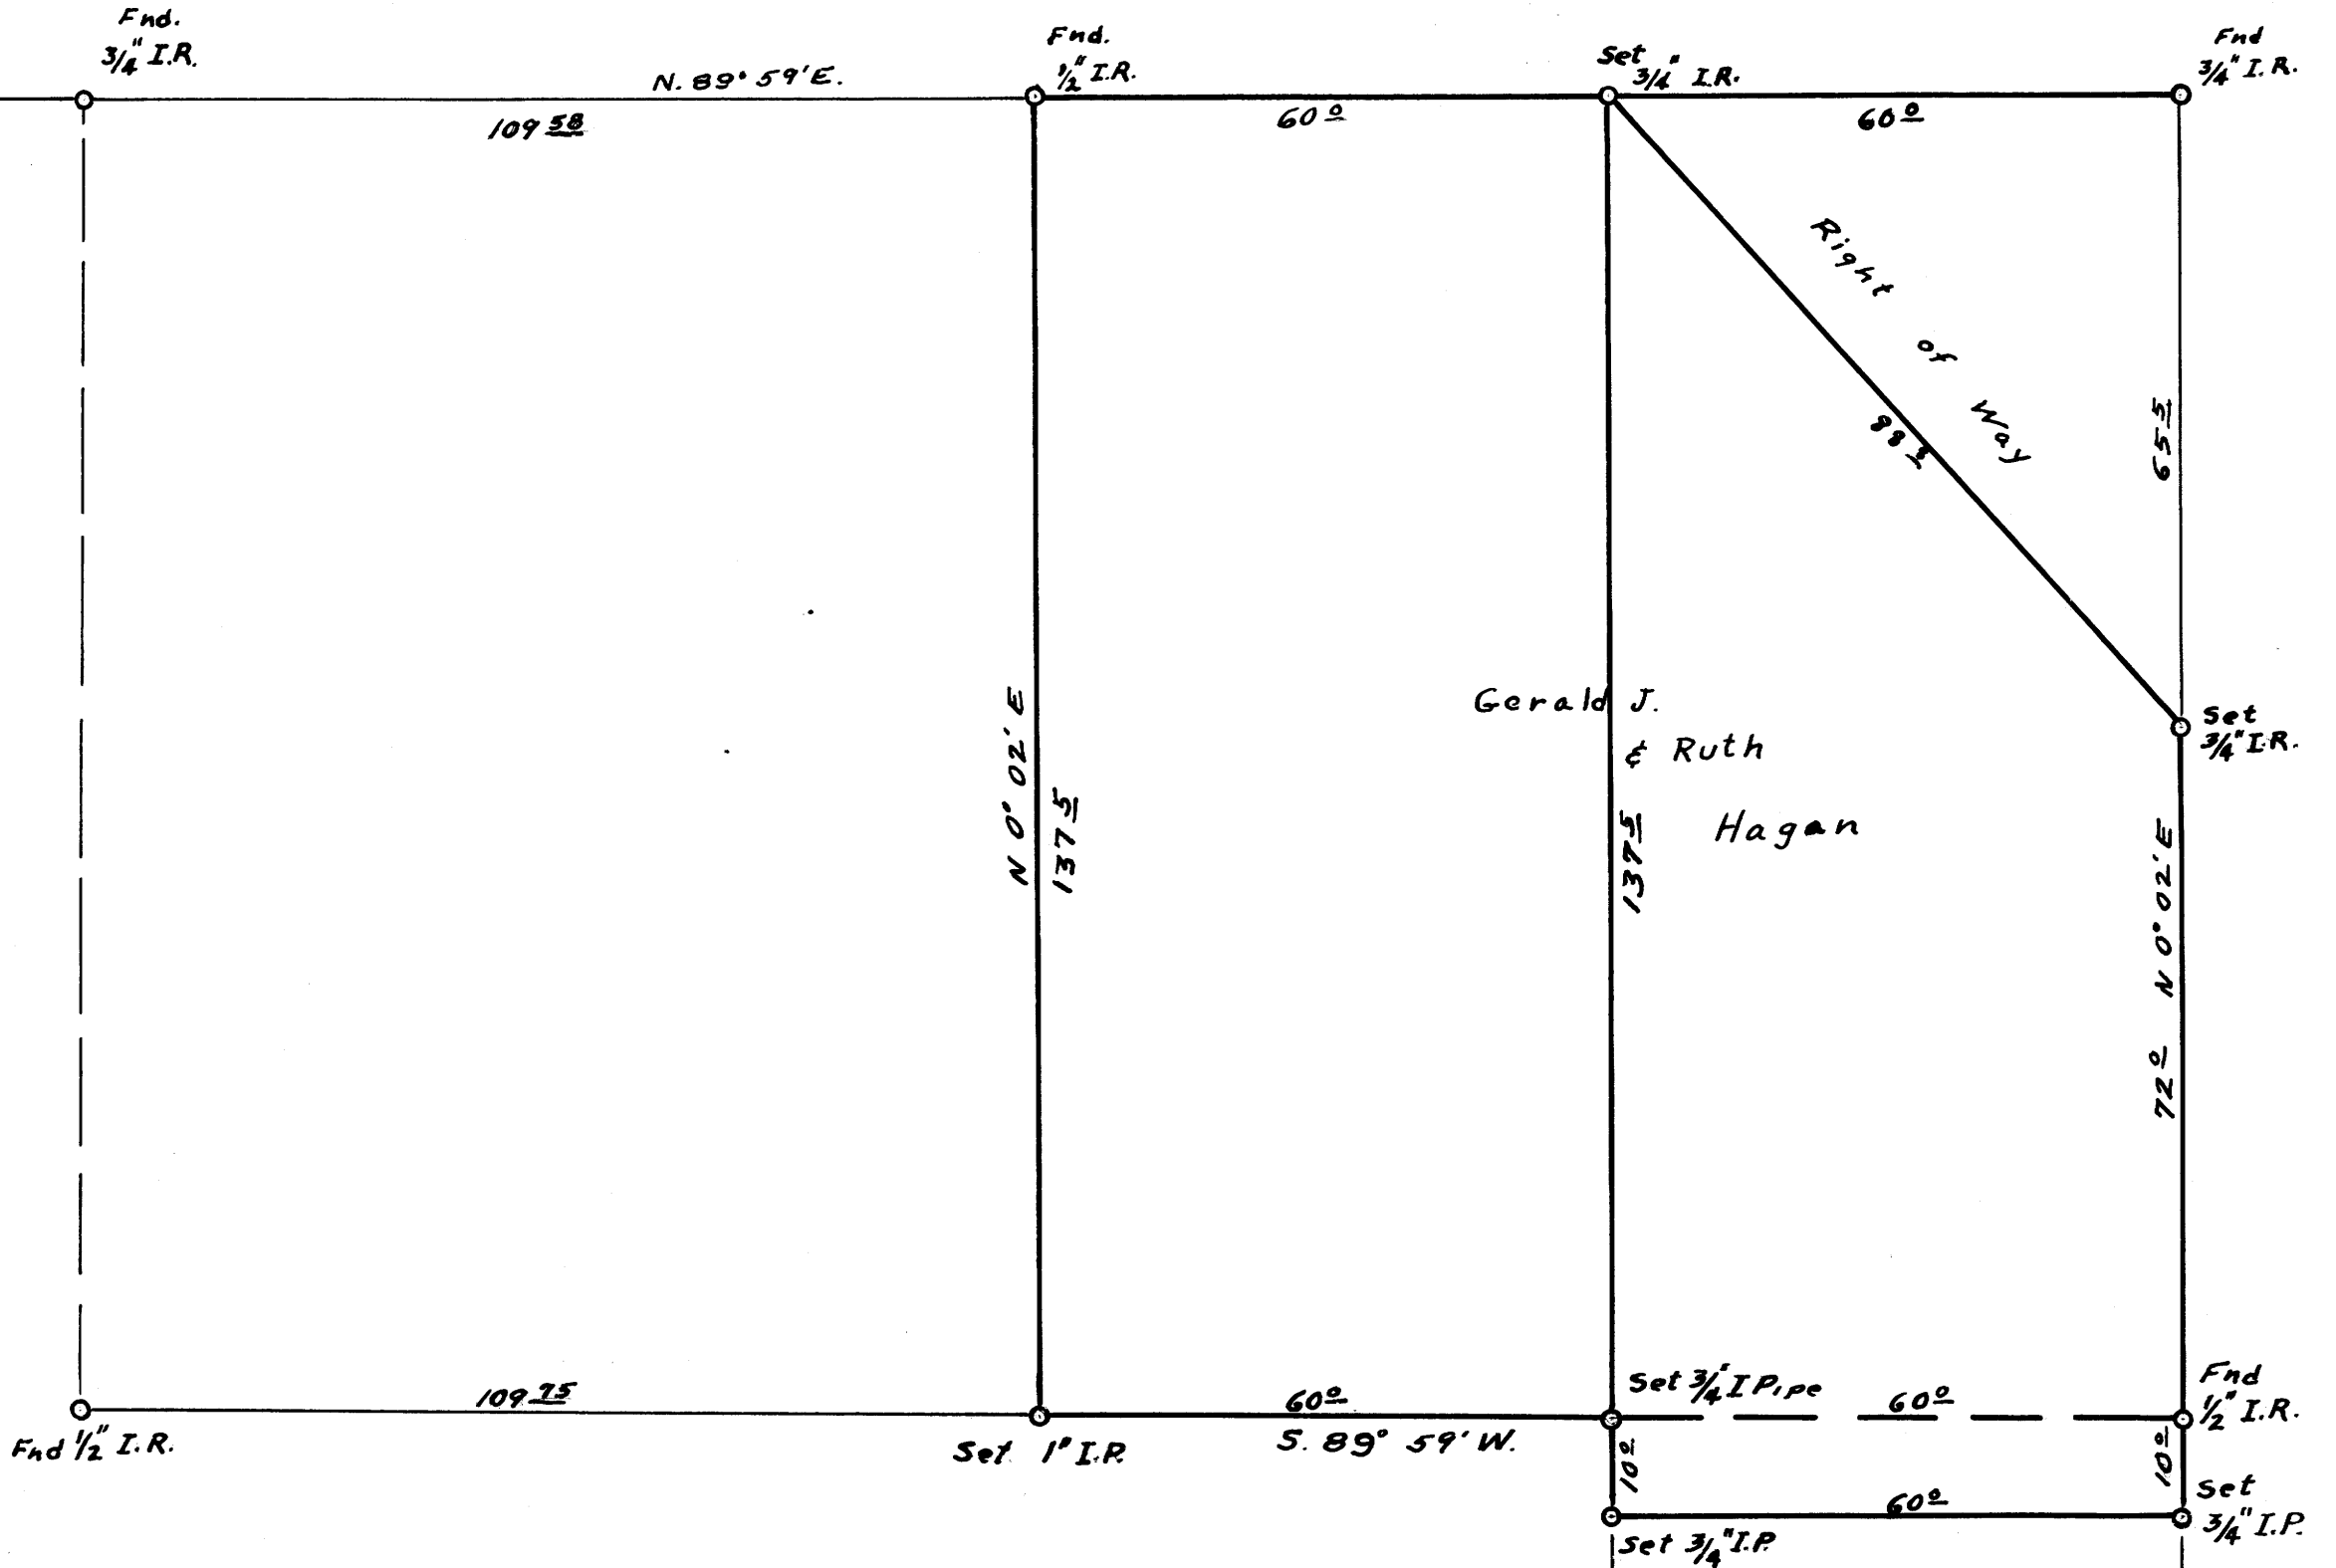 Fnd.
3/4" I.R.
Fnd.
1/2" I.R.
Set
3/4" I.R.
Fnd
3/4" I.R.
N. 89° 59' E.
109 58
60 0
60 0
Right of Way
65 5
Gerald J.
& Ruth
Hagan
N 0° 02' E
137 5
137 5
Set
3/4" I.R.
N 0° 02' E
72 0
109 75
60 0
Set 3/4" I Pipe
60 0
Fnd
1/2" I.R.
Fnd 1/2" I.R.
Set 1" I.P.
S. 89° 59' W.
10 0
10 0
60 0
Set
3/4" I.P.
Set 3/4" I.P.